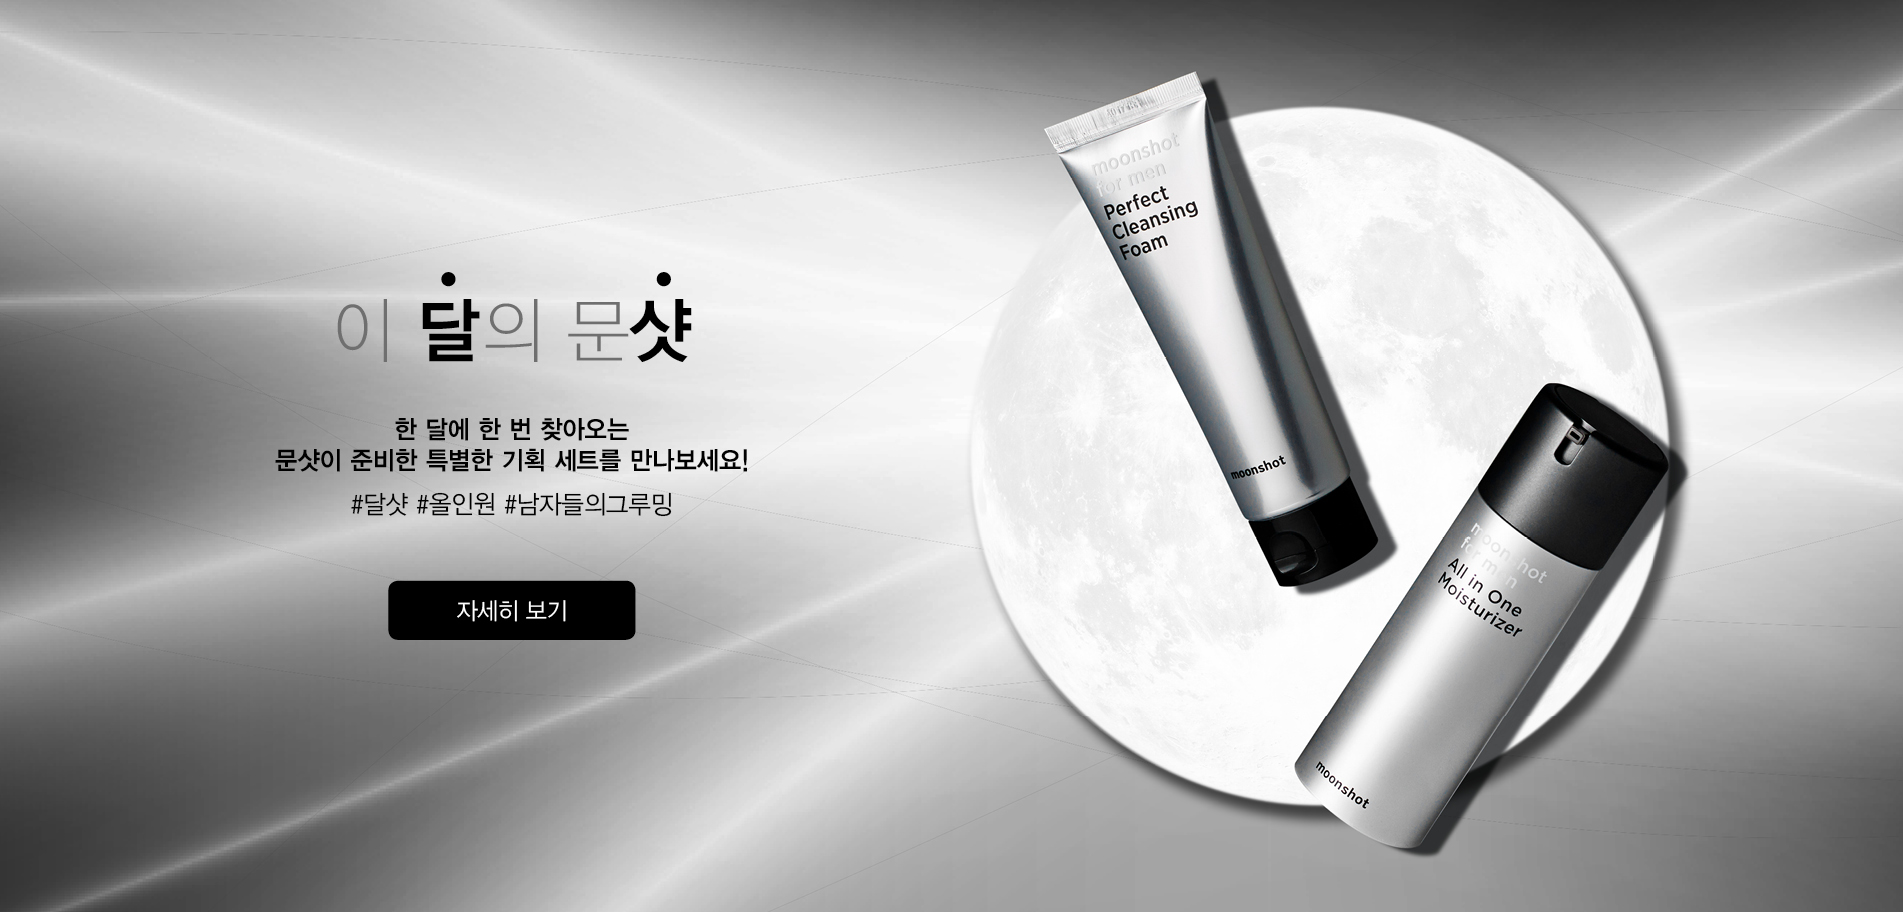 이 달의 문샷
한 달에 한 번 찾아오는
문샷이 준비한 특별한 기획 세트를 만나보세요!
#달샷 #올인원 #남자들의그루밍
자세히 보기
moonshot
for men
Perfect
Cleansing
Foam
moonshot
moonshot
for men
All in One
Moisturizer
moonshot